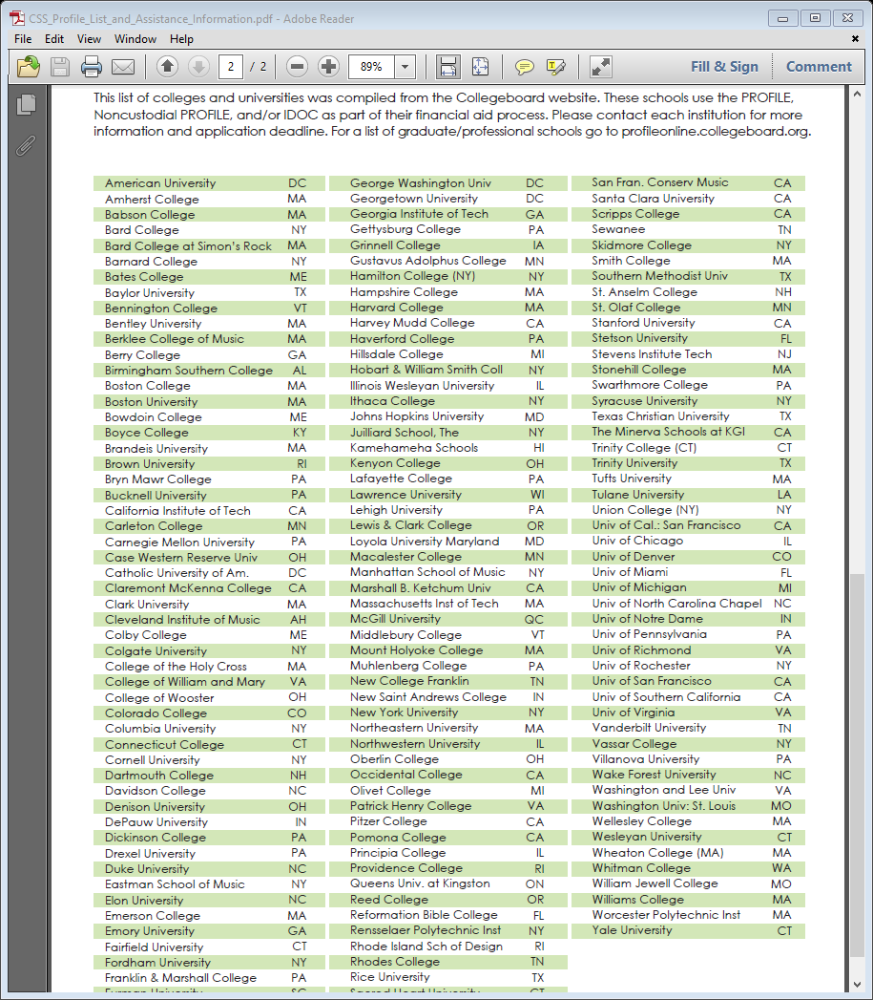 CSS_Profile_List_and_Assistance_Information.pdf - Adobe Reader
File Edit View Window Help
2 / 2 89% Fill & Sign Comment
This list of colleges and universities was compiled from the Collegeboard website. These schools use the PROFILE,
Noncustodial PROFILE, and/or IDOC as part of their financial aid process. Please contact each institution for more
information and application deadline. For a list of graduate/professional schools go to profileonline.collegeboard.org.
American University DC
Amherst College MA
Babson College MA
Bard College NY
Bard College at Simon's Rock MA
Barnard College NY
Bates College ME
Baylor University TX
Bennington College VT
Bentley University MA
Berklee College of Music MA
Berry College GA
Birmingham Southern College AL
Boston College MA
Boston University MA
Bowdoin College ME
Boyce College KY
Brandeis University MA
Brown University RI
Bryn Mawr College PA
Bucknell University PA
California Institute of Tech CA
Carleton College MN
Carnegie Mellon University PA
Case Western Reserve Univ OH
Catholic University of Am. DC
Claremont McKenna College CA
Clark University MA
Cleveland Institute of Music AH
Colby College ME
Colgate University NY
College of the Holy Cross MA
College of William and Mary VA
College of Wooster OH
Colorado College CO
Columbia University NY
Connecticut College CT
Cornell University NY
Dartmouth College NH
Davidson College NC
Denison University OH
DePauw University IN
Dickinson College PA
Drexel University PA
Duke University NC
Eastman School of Music NY
Elon University NC
Emerson College MA
Emory University GA
Fairfield University CT
Fordham University NY
Franklin & Marshall College PA
Furman University SC
George Washington Univ DC
Georgetown University DC
Georgia Institute of Tech GA
Gettysburg College PA
Grinnell College IA
Gustavus Adolphus College MN
Hamilton College (NY) NY
Hampshire College MA
Harvard College MA
Harvey Mudd College CA
Haverford College PA
Hillsdale College MI
Hobart & William Smith Coll NY
Illinois Wesleyan University IL
Ithaca College NY
Johns Hopkins University MD
Juilliard School, The NY
Kamehameha Schools HI
Kenyon College OH
Lafayette College PA
Lawrence University WI
Lehigh University PA
Lewis & Clark College OR
Loyola University Maryland MD
Macalester College MN
Manhattan School of Music NY
Marshall B. Ketchum Univ CA
Massachusetts Inst of Tech MA
McGill University QC
Middlebury College VT
Mount Holyoke College MA
Muhlenberg College PA
New College Franklin TN
New Saint Andrews College IN
New York University NY
Northeastern University MA
Northwestern University IL
Oberlin College OH
Occidental College CA
Olivet College MI
Patrick Henry College VA
Pitzer College CA
Pomona College CA
Principia College IL
Providence College RI
Queens Univ. at Kingston ON
Reed College OR
Reformation Bible College FL
Rensselaer Polytechnic Inst NY
Rhode Island Sch of Design RI
Rhodes College TN
Rice University TX
Sacred Heart University CT
San Fran. Conserv Music CA
Santa Clara University CA
Scripps College CA
Sewanee TN
Skidmore College NY
Smith College MA
Southern Methodist Univ TX
St. Anselm College NH
St. Olaf College MN
Stanford University CA
Stetson University FL
Stevens Institute Tech NJ
Stonehill College MA
Swarthmore College PA
Syracuse University NY
Texas Christian University TX
The Minerva Schools at KGI CA
Trinity College (CT) CT
Trinity University TX
Tufts University MA
Tulane University LA
Union College (NY) NY
Univ of Cal.: San Francisco CA
Univ of Chicago IL
Univ of Denver CO
Univ of Miami FL
Univ of Michigan MI
Univ of North Carolina Chapel NC
Univ of Notre Dame IN
Univ of Pennsylvania PA
Univ of Richmond VA
Univ of Rochester NY
Univ of San Francisco CA
Univ of Southern California CA
Univ of Virginia VA
Vanderbilt University TN
Vassar College NY
Villanova University PA
Wake Forest University NC
Washington and Lee Univ VA
Washington Univ: St. Louis MO
Wellesley College MA
Wesleyan University CT
Wheaton College (MA) MA
Whitman College WA
William Jewell College MO
Williams College MA
Worcester Polytechnic Inst MA
Yale University CT